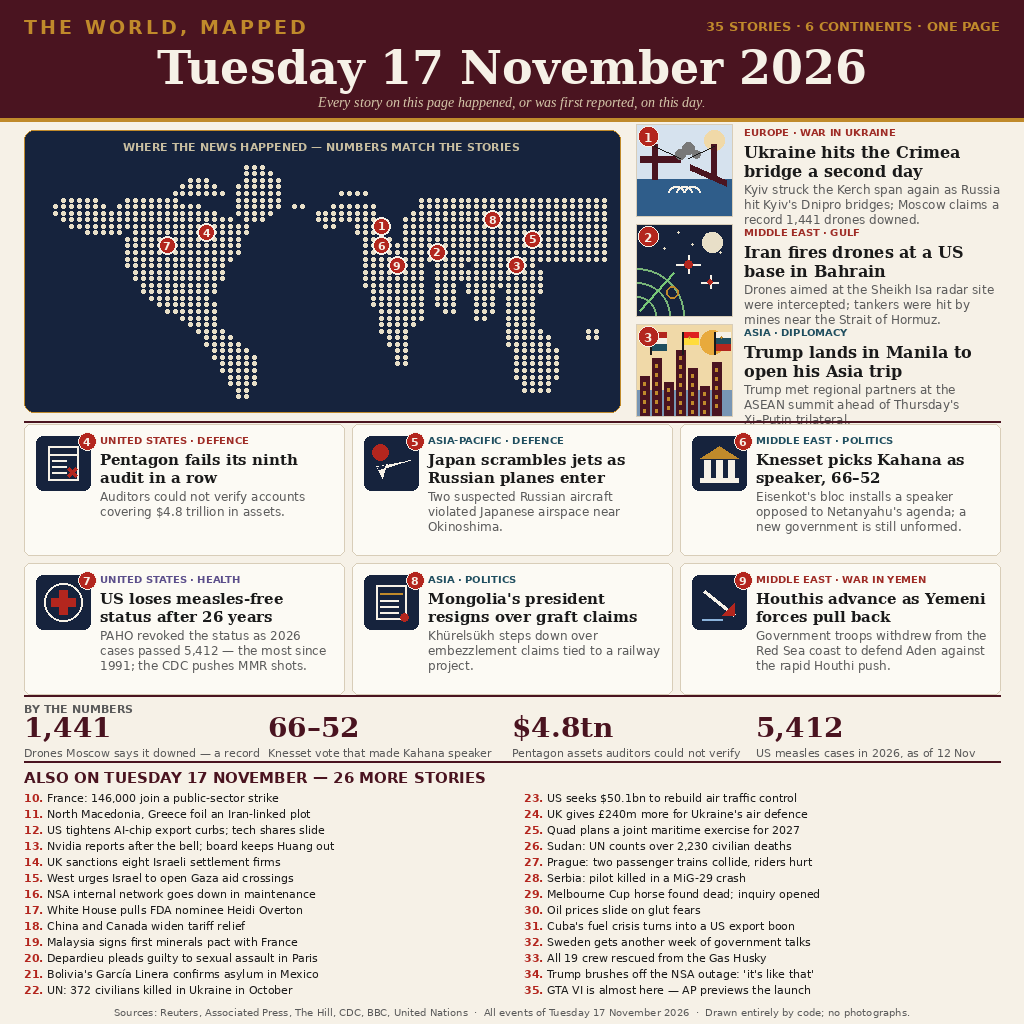 THE WORLD, MAPPED
35 STORIES · 6 CONTINENTS · ONE PAGE
Tuesday 17 November 2026
Every story on this page happened, or was first reported, on this day.
WHERE THE NEWS HAPPENED — NUMBERS MATCH THE STORIES
1
8
4
5
7
6
2
9
3
1
EUROPE · WAR IN UKRAINE
Ukraine hits the Crimea
bridge a second day
Kyiv struck the Kerch span again as Russia
hit Kyiv's Dnipro bridges; Moscow claims a
record 1,441 drones downed.
2
MIDDLE EAST · GULF
Iran fires drones at a US
base in Bahrain
Drones aimed at the Sheikh Isa radar site
were intercepted; tankers were hit by
mines near the Strait of Hormuz.
3
ASIA · DIPLOMACY
Trump lands in Manila to
open his Asia trip
Trump met regional partners at the
ASEAN summit ahead of Thursday's
Xi–Putin trilateral.
4
UNITED STATES · DEFENCE
Pentagon fails its ninth
audit in a row
Auditors could not verify accounts
covering $4.8 trillion in assets.
5
ASIA-PACIFIC · DEFENCE
Japan scrambles jets as
Russian planes enter
Two suspected Russian aircraft
violated Japanese airspace near
Okinoshima.
6
MIDDLE EAST · POLITICS
Knesset picks Kahana as
speaker, 66–52
Eisenkot's bloc installs a speaker
opposed to Netanyahu's agenda; a
new government is still unformed.
7
UNITED STATES · HEALTH
US loses measles-free
status after 26 years
PAHO revoked the status as 2026
cases passed 5,412 — the most since
1991; the CDC pushes MMR shots.
8
ASIA · POLITICS
Mongolia's president
resigns over graft claims
Khürelsükh steps down over
embezzlement claims tied to a railway
project.
9
MIDDLE EAST · WAR IN YEMEN
Houthis advance as Yemeni
forces pull back
Government troops withdrew from the
Red Sea coast to defend Aden against
the rapid Houthi push.
BY THE NUMBERS
1,441
Drones Moscow says it downed — a record
66–52
Knesset vote that made Kahana speaker
$4.8tn
Pentagon assets auditors could not verify
5,412
US measles cases in 2026, as of 12 Nov
ALSO ON TUESDAY 17 NOVEMBER — 26 MORE STORIES
10. France: 146,000 join a public-sector strike
11. North Macedonia, Greece foil an Iran-linked plot
12. US tightens AI-chip export curbs; tech shares slide
13. Nvidia reports after the bell; board keeps Huang out
14. UK sanctions eight Israeli settlement firms
15. West urges Israel to open Gaza aid crossings
16. NSA internal network goes down in maintenance
17. White House pulls FDA nominee Heidi Overton
18. China and Canada widen tariff relief
19. Malaysia signs first minerals pact with France
20. Depardieu pleads guilty to sexual assault in Paris
21. Bolivia's García Linera confirms asylum in Mexico
22. UN: 372 civilians killed in Ukraine in October
23. US seeks $50.1bn to rebuild air traffic control
24. UK gives £240m more for Ukraine's air defence
25. Quad plans a joint maritime exercise for 2027
26. Sudan: UN counts over 2,230 civilian deaths
27. Prague: two passenger trains collide, riders hurt
28. Serbia: pilot killed in a MiG-29 crash
29. Melbourne Cup horse found dead; inquiry opened
30. Oil prices slide on glut fears
31. Cuba's fuel crisis turns into a US export boon
32. Sweden gets another week of government talks
33. All 19 crew rescued from the Gas Husky
34. Trump brushes off the NSA outage: 'it's like that'
35. GTA VI is almost here — AP previews the launch
Sources: Reuters, Associated Press, The Hill, CDC, BBC, United Nations · All events of Tuesday 17 November 2026 · Drawn entirely by code; no photographs.